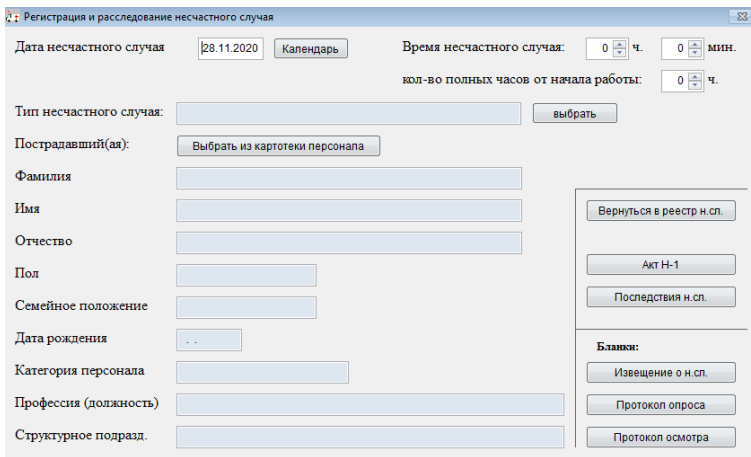 Регистрация и расследование несчастного случая
Дата несчастного случая 28.11.2020 Календарь Время несчастного случая: 0 ч. 0 мин.
кол-во полных часов от начала работы: 0 ч.
Тип несчастного случая: выбрать
Пострадавший(ая): Выбрать из картотеки персонала
Фамилия
Имя Вернуться в реестр н.сл.
Отчество
Пол Акт Н-1
Семейное положение Последствия н.сл.
Дата рождения . . Бланки:
Категория персонала Извещение о н.сл.
Профессия (должность) Протокол опроса
Структурное подразд. Протокол осмотра